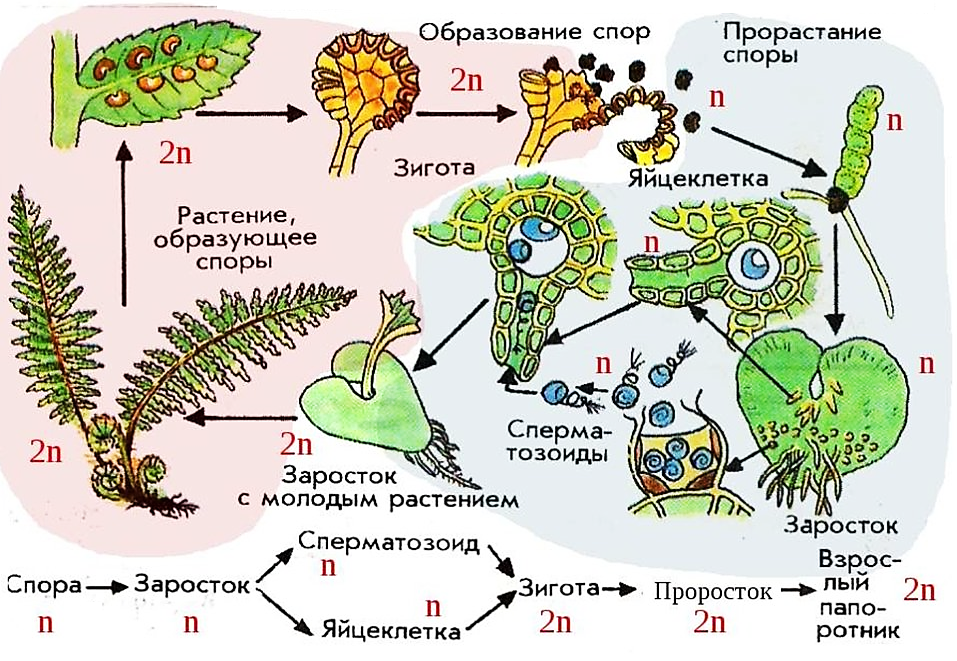 Образование спор
Прорастание
споры
2n
n
n
2n
Зигота
Яйцеклетка
Растение,
образующее
споры
n
n
n
Сперма-
тозоиды
2n
2n
Заросток
с молодым растением
Заросток
Сперматозоид
n
Спора
Заросток
Зигота
Проросток
Взрос-
лый
папо-
ротник
n
n
n
2n
2n
2n
Яйцеклетка